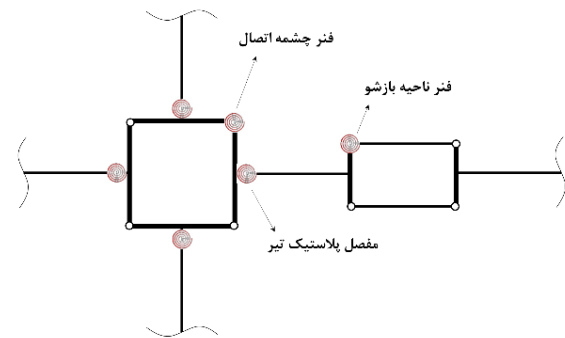 فنر چشمه اتصال
فنر ناحیه بازشو
مفصل پلاستیک تیر